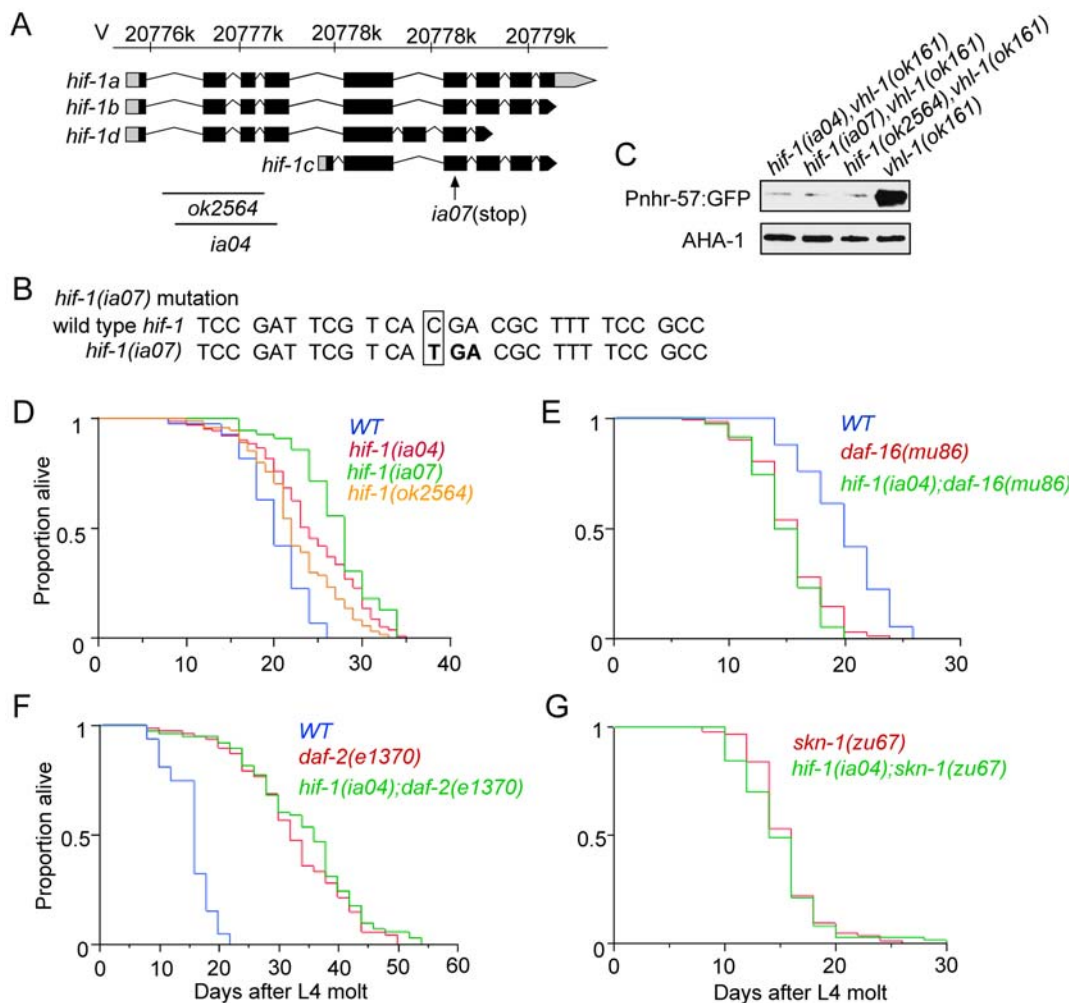 A
V 20776k 20777k 20778k 20778k 20779k
hif-1a
hif-1b
hif-1d
hif-1c
ok2564
ia04
ia07(stop)
C
hif-1(ia04),vhl-1(ok161)
hif-1(ia07),vhl-1(ok161)
hif-1(ok2564),vhl-1(ok161)
vhl-1(ok161)
Pnhr-57:GFP
AHA-1
B
hif-1(ia07) mutation
wild type hif-1 TCC GAT TCG T CA C GA CGC TTT TCC GCC
hif-1(ia07) TCC GAT TCG T CA T GA CGC TTT TCC GCC
D
WT
hif-1(ia04)
hif-1(ia07)
hif-1(ok2564)
Proportion alive
1
0.5
0
0 10 20 30 40
E
WT
daf-16(mu86)
hif-1(ia04);daf-16(mu86)
1
0.5
0
0 10 20 30
F
WT
daf-2(e1370)
hif-1(ia04);daf-2(e1370)
Proportion alive
1
0.5
0
0 10 20 30 40 50 60
Days after L4 molt
G
skn-1(zu67)
hif-1(ia04);skn-1(zu67)
1
0.5
0
0 10 20 30
Days after L4 molt